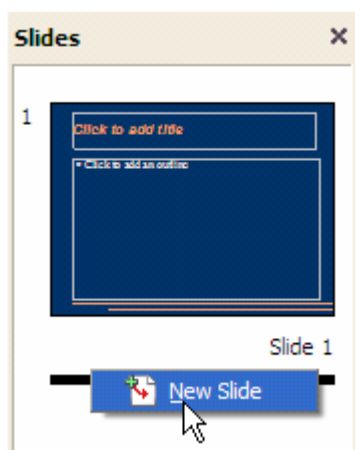 Slides
1
Click to add title
• Click to add an outline
Slide 1
New Slide